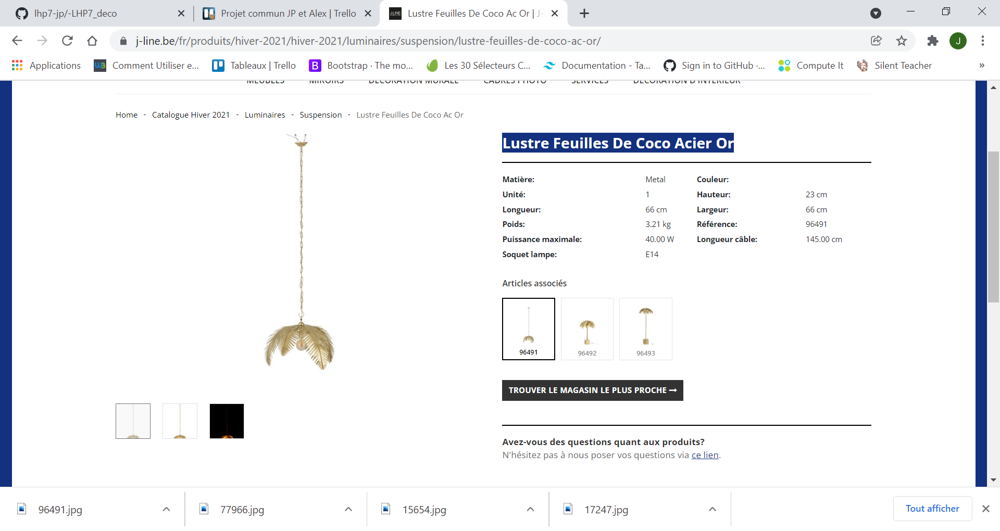 lhp7-jp/-LHP7_deco
Projet commun JP et Alex | Trello
Lustre Feuilles De Coco Ac Or | J-
j-line.be/fr/produits/hiver-2021/hiver-2021/luminaires/suspension/lustre-feuilles-de-coco-ac-or/
J
Applications
Comment Utiliser e...
Tableaux | Trello
Bootstrap · The mo...
Les 30 Sélecteurs C...
Documentation - Ta...
Sign in to GitHub ·...
Compute It
Silent Teacher
»
MEUBLES MIROIRS DÉCORATION MURALE CADRES PHOTO SERVICES DÉCORATION D'INTÉRIEUR
Home - Catalogue Hiver 2021 - Luminaires - Suspension - Lustre Feuilles De Coco Ac Or
Lustre Feuilles De Coco Acier Or
Matière: Metal Couleur:
Unité: 1 Hauteur: 23 cm
Longueur: 66 cm Largeur: 66 cm
Poids: 3.21 kg Référence: 96491
Puissance maximale: 40.00 W Longueur câble: 145.00 cm
Soquet lampe: E14
Articles associés
96491 96492 96493
TROUVER LE MAGASIN LE PLUS PROCHE →
Avez-vous des questions quant aux produits?
N'hésitez pas à nous poser vos questions via ce lien.
96491.jpg
77966.jpg
15654.jpg
17247.jpg
Tout afficher